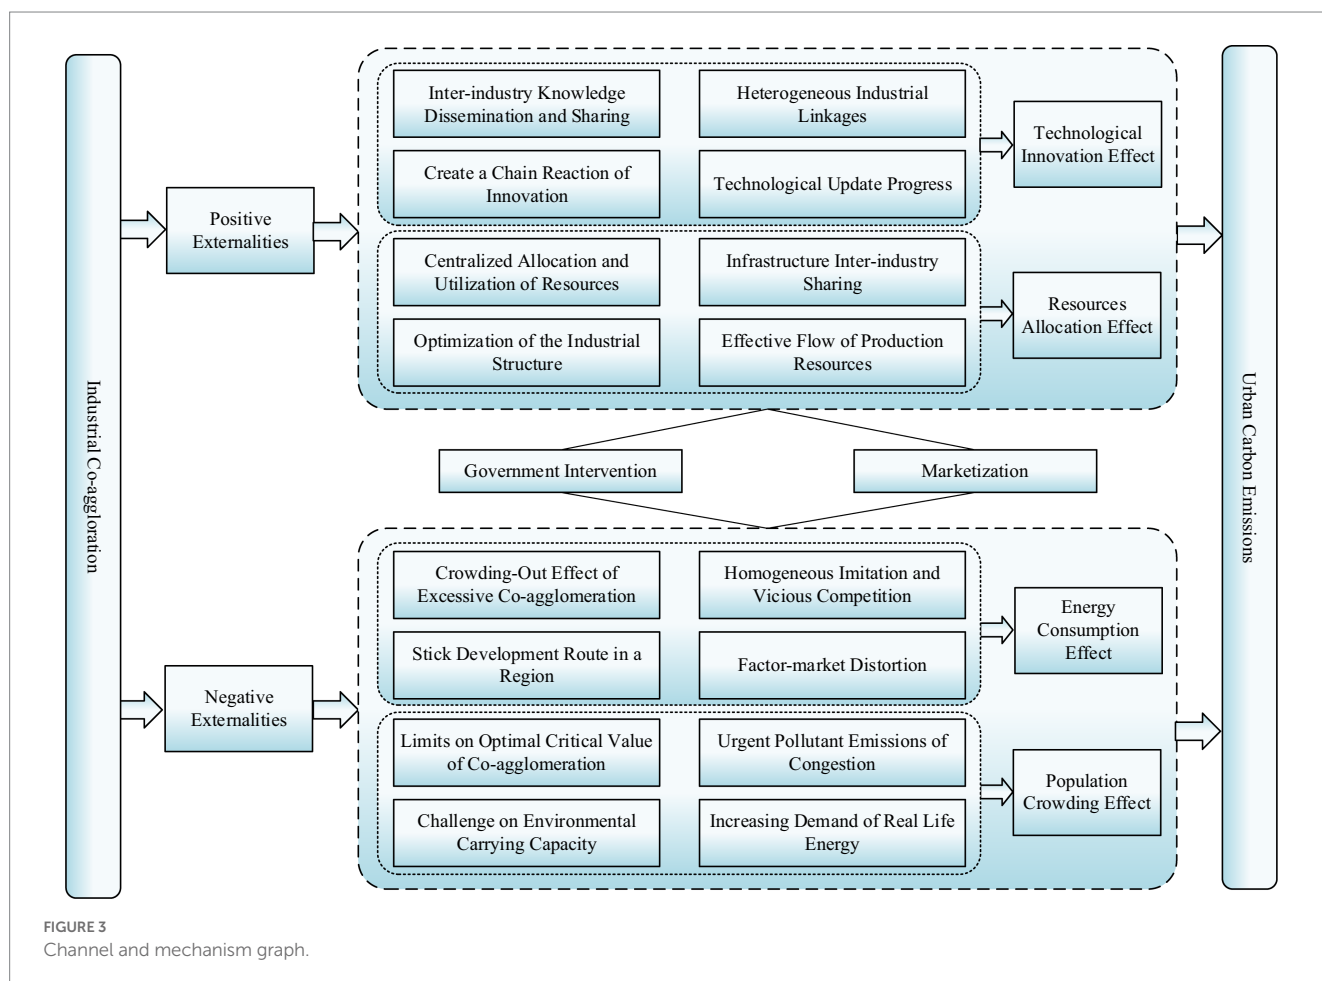 Industrial Co-aggloration
Positive
Externalities
Inter-industry Knowledge
Dissemination and Sharing
Heterogeneous Industrial
Linkages
Create a Chain Reaction of
Innovation
Technological Update Progress
Technological
Innovation Effect
Centralized Allocation and
Utilization of Resources
Infrastructure Inter-industry
Sharing
Optimization of the Industrial
Structure
Effective Flow of Production
Resources
Resources
Allocation Effect
Government Intervention
Marketization
Negative
Externalities
Crowding-Out Effect of
Excessive Co-agglomeration
Homogeneous Imitation and
Vicious Competition
Stick Development Route in a
Region
Factor-market Distortion
Energy
Consumption
Effect
Limits on Optimal Critical Value
of Co-agglomeration
Urgent Pollutant Emissions of
Congestion
Challenge on Environmental
Carrying Capacity
Increasing Demand of Real Life
Energy
Population
Crowding Effect
Urban Carbon Emissions
FIGURE 3
Channel and mechanism graph.